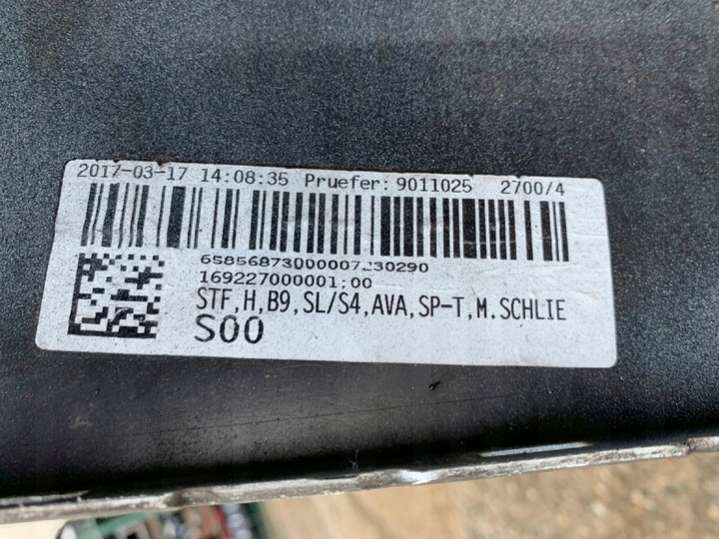 2017-03-17 14:08:35 Pruefer:9011025 2700/4
169227000001:00
STF,H,B9,SL/S4,AVA,SP-T,M.SCHLIE
S00